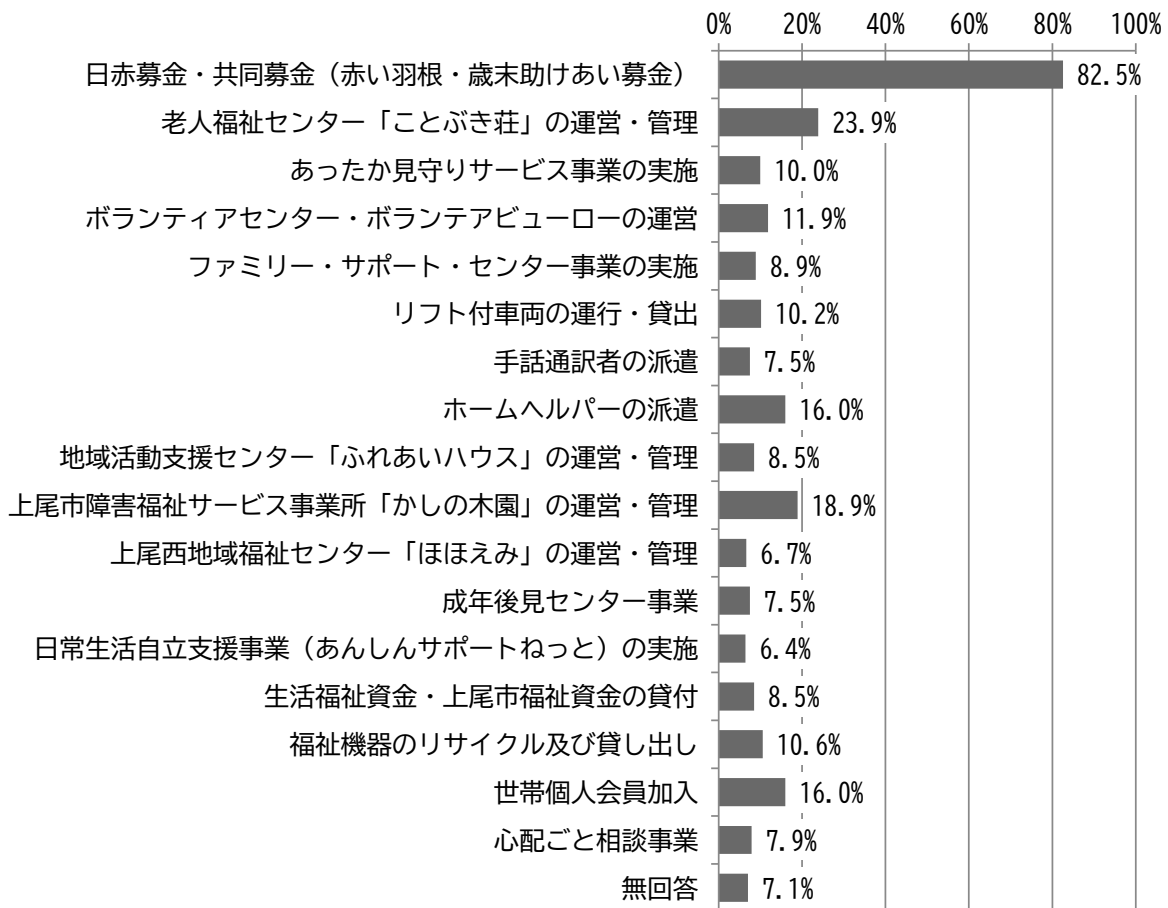 0% 20% 40% 60% 80% 100%
日赤募金・共同募金（赤い羽根・歳末助けあい募金） 82.5%
老人福祉センター「ことぶき荘」の運営・管理 23.9%
あったか見守りサービス事業の実施 10.0%
ボランティアセンター・ボランテアビューローの運営 11.9%
ファミリー・サポート・センター事業の実施 8.9%
リフト付車両の運行・貸出 10.2%
手話通訳者の派遣 7.5%
ホームヘルパーの派遣 16.0%
地域活動支援センター「ふれあいハウス」の運営・管理 8.5%
上尾市障害福祉サービス事業所「かしの木園」の運営・管理 18.9%
上尾西地域福祉センター「ほほえみ」の運営・管理 6.7%
成年後見センター事業 7.5%
日常生活自立支援事業（あんしんサポートねっと）の実施 6.4%
生活福祉資金・上尾市福祉資金の貸付 8.5%
福祉機器のリサイクル及び貸し出し 10.6%
世帯個人会員加入 16.0%
心配ごと相談事業 7.9%
無回答 7.1%